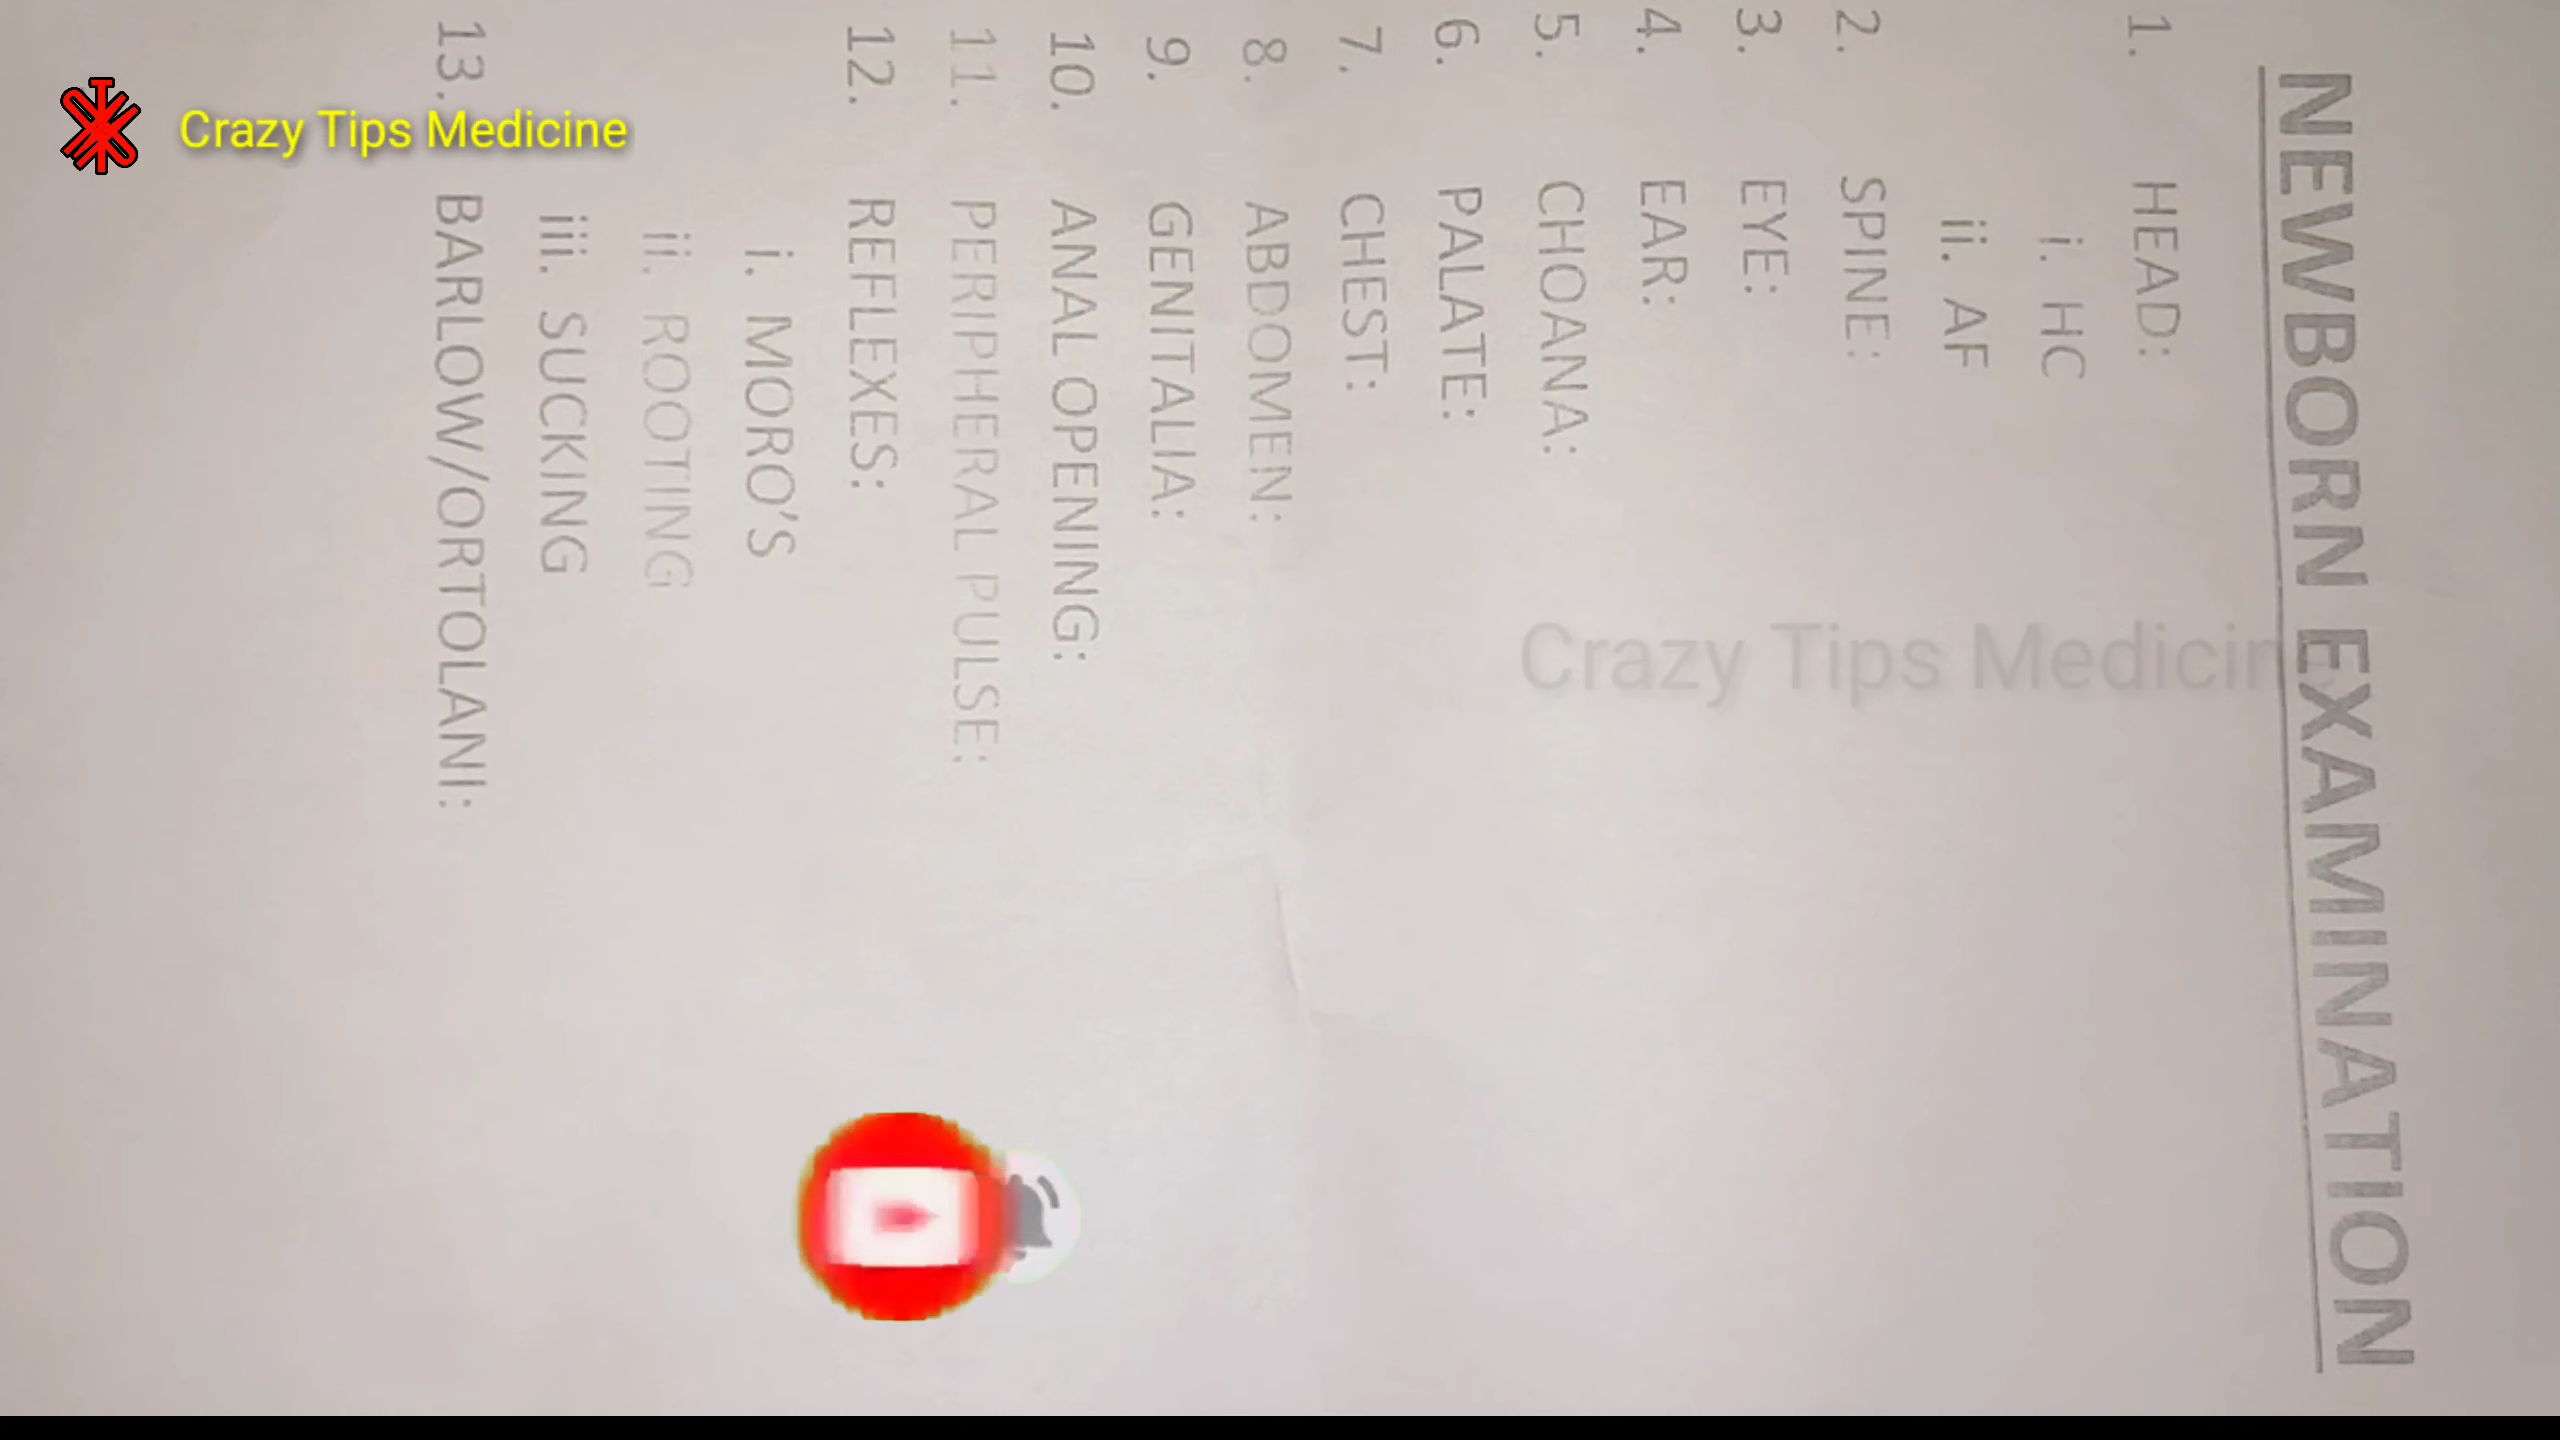 Crazy Tips Medicine
NEWBORN EXAMINATION
1. HEAD:
i. HC
ii. AF
2. SPINE:
3. EYE:
4. EAR:
5. CHOANA:
6. PALATE:
7. CHEST:
8. ABDOMEN:
9. GENITALIA:
10. ANAL OPENING:
11. PERIPHERAL PULSE:
12. REFLEXES:
i. MORO'S
ii. ROOTING
iii. SUCKING
13. BARLOW/ORTOLANI:
Crazy Tips Medicin